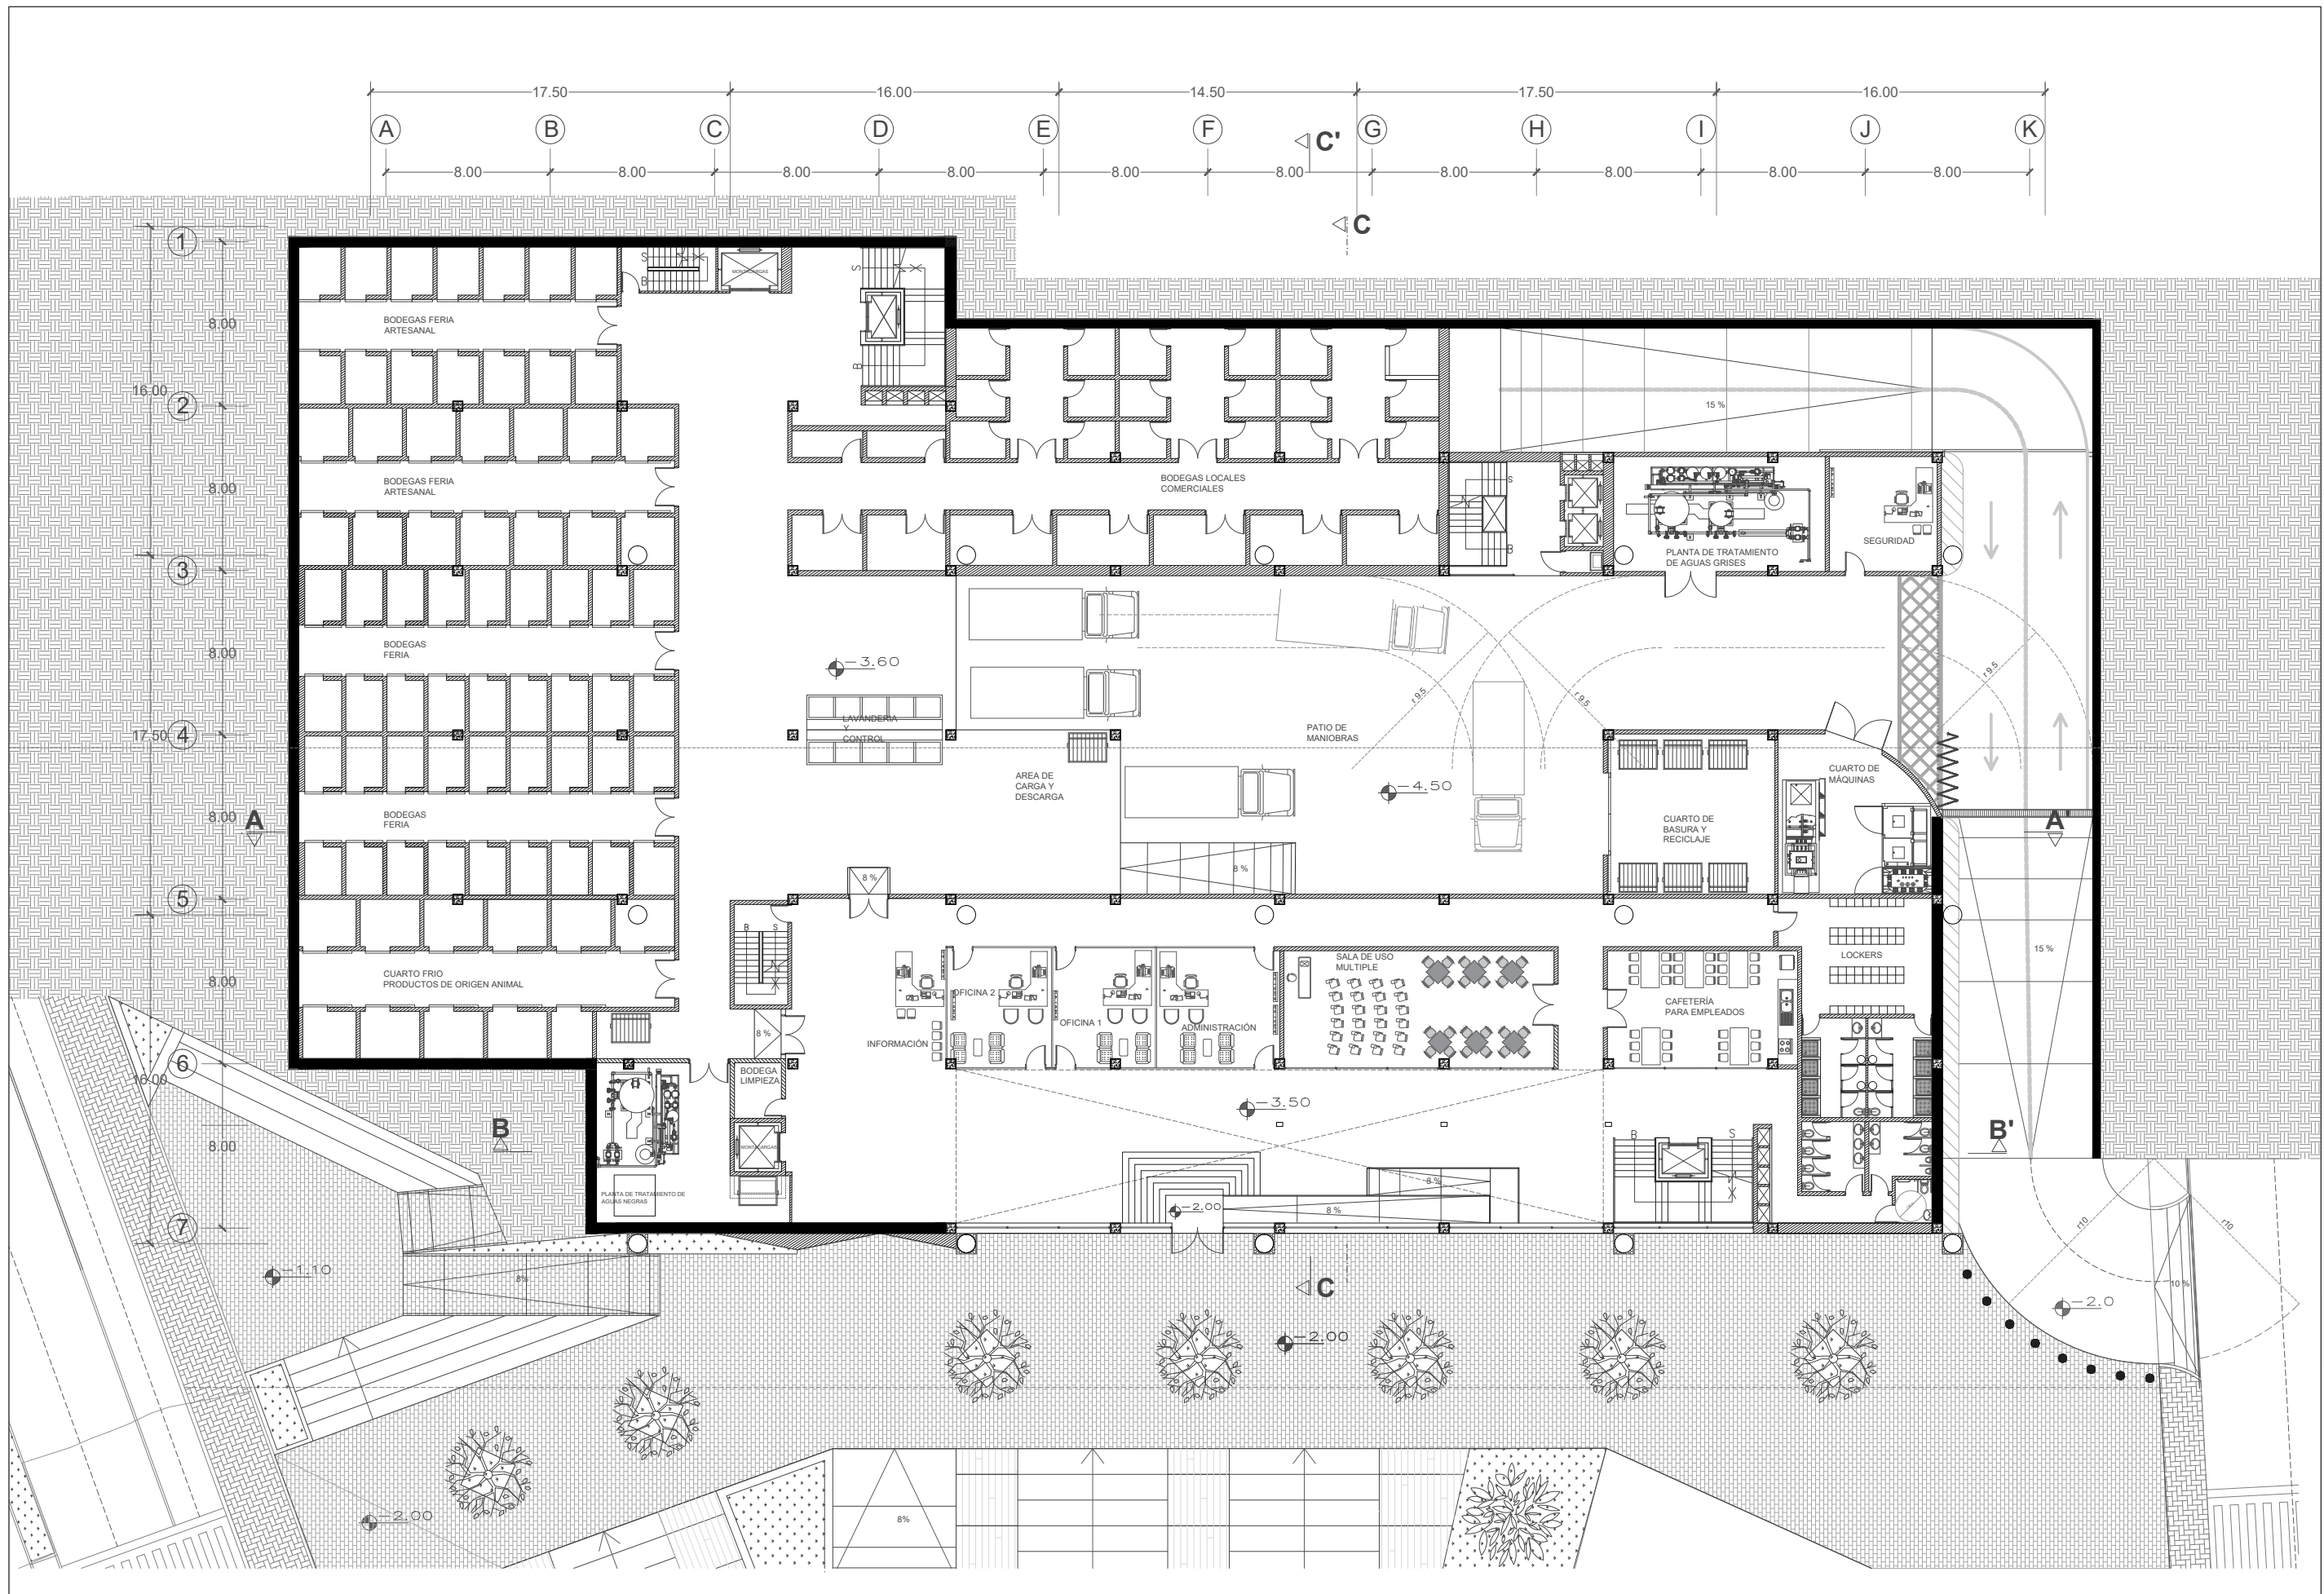 17.50 16.00 14.50 17.50 16.00
A B C D E F G H I J K
C'
8.00 8.00 8.00 8.00 8.00 8.00 8.00 8.00 8.00 8.00
C
1
S
B
MONTACARGAS
S
B
BODEGAS FERIA
ARTESANAL
8.00
16.00
2
15 %
BODEGAS FERIA
ARTESANAL
8.00
BODEGAS LOCALES
COMERCIALES
S
B
SEGURIDAD
PLANTA DE TRATAMIENTO
DE AGUAS GRISES
3
BODEGAS
FERIA
8.00
-3.60
r 9.5
r 9.5
r 9.5
LAVANDERIA
Y
CONTROL
PATIO DE
MANIOBRAS
17.50
4
AREA DE
CARGA Y
DESCARGA
-4.50
CUARTO DE
MÁQUINAS
BODEGAS
FERIA
8.00
A
CUARTO DE
BASURA Y
RECICLAJE
A'
8 %
8 %
5
B S
CUARTO FRIO
PRODUCTOS DE ORIGEN ANIMAL
8.00
SALA DE USO
MULTIPLE
LOCKERS
15 %
OFICINA 2
OFICINA 1
ADMINISTRACIÓN
INFORMACIÓN
CAFETERÍA
PARA EMPLEADOS
8 %
6
16.00
BODEGA
LIMPIEZA
-3.50
B
B'
8.00
MONTACARGAS
B S
8 %
PLANTA DE TRATAMIENTO DE
AGUAS NEGRAS
-2.00
8 %
7
r10
r10
-1.10
8%
C
10 %
-2.0
-2.00
-2.00
8%